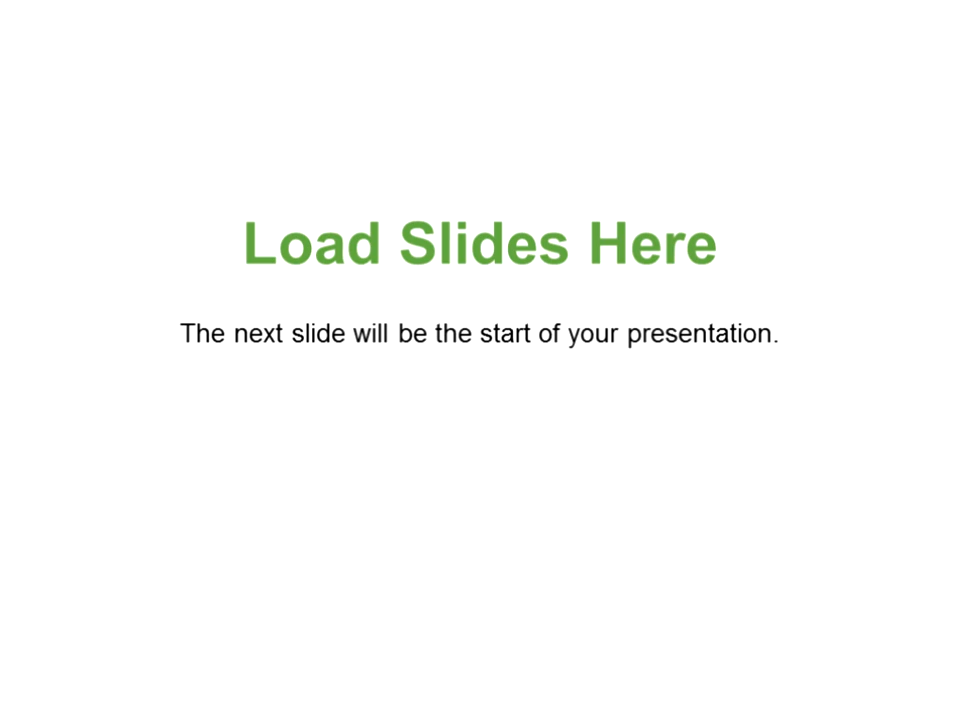 Load Slides Here
The next slide will be the start of your presentation.